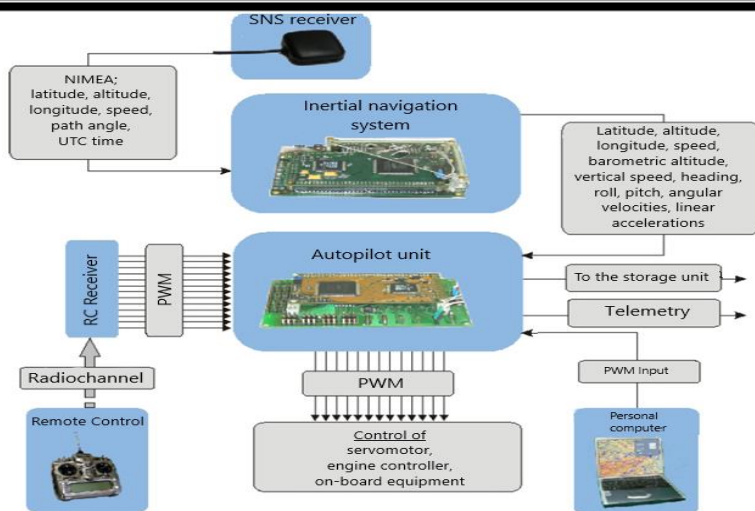 SNS receiver
NIMEA;
latitude, altitude,
longitude, speed,
path angle,
UTC time
Inertial navigation
system
Latitude, altitude,
longitude, speed,
barometric altitude,
vertical speed, heading,
roll, pitch, angular
velocities, linear
accelerations
RC Receiver
PWM
Autopilot unit
To the storage unit
Telemetry
Radiochannel
PWM
PWM Input
Remote Control
Control of
servomotor,
engine controller,
on-board equipment
Personal
computer